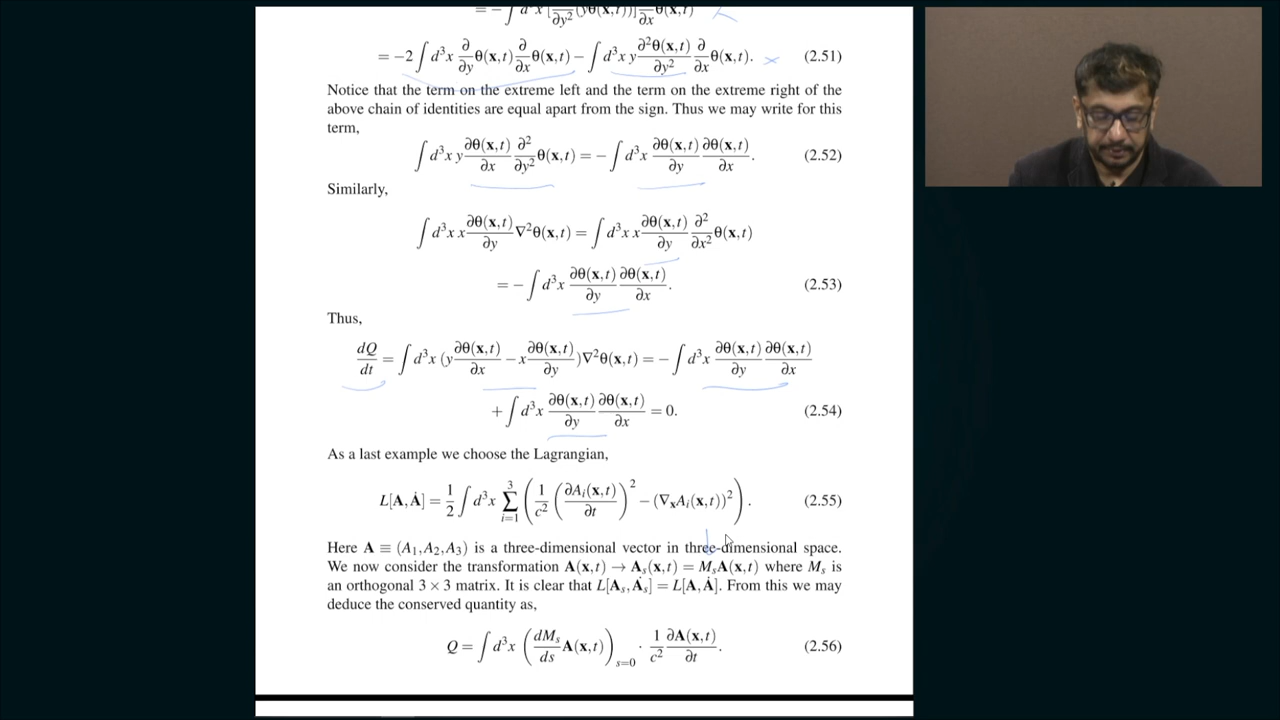 = −∫ d³x [∂²/∂y² (yθ(x,t))] ∂/∂x θ(x,t)
= −2 ∫ d³x ∂/∂y θ(x,t) ∂/∂x θ(x,t) − ∫ d³x y ∂²θ(x,t)/∂y² ∂/∂x θ(x,t). (2.51)
Notice that the term on the extreme left and the term on the extreme right of the
above chain of identities are equal apart from the sign. Thus we may write for this
term,
∫ d³x y ∂θ(x,t)/∂x ∂²/∂y² θ(x,t) = − ∫ d³x ∂θ(x,t)/∂y ∂θ(x,t)/∂x. (2.52)
Similarly,
∫ d³x x ∂θ(x,t)/∂y ∇²θ(x,t) = ∫ d³x x ∂θ(x,t)/∂y ∂²/∂x² θ(x,t)
= − ∫ d³x ∂θ(x,t)/∂y ∂θ(x,t)/∂x. (2.53)
Thus,
dQ/dt = ∫ d³x (y ∂θ(x,t)/∂x − x ∂θ(x,t)/∂y)∇²θ(x,t) = − ∫ d³x ∂θ(x,t)/∂y ∂θ(x,t)/∂x
+ ∫ d³x ∂θ(x,t)/∂y ∂θ(x,t)/∂x = 0. (2.54)
As a last example we choose the Lagrangian,
L[A,Ȧ] = 1/2 ∫ d³x ∑_{i=1}^{3} (1/c² (∂A_i(x,t)/∂t)² − (∇_x A_i(x,t))²). (2.55)
Here A ≡ (A₁,A₂,A₃) is a three-dimensional vector in three-dimensional space.
We now consider the transformation A(x,t) → A_s(x,t) = M_sA(x,t) where M_s is
an orthogonal 3 × 3 matrix. It is clear that L[A_s,Ȧ_s] = L[A,Ȧ]. From this we may
deduce the conserved quantity as,
Q = ∫ d³x (dM_s/ds A(x,t))_{s=0} · 1/c² ∂A(x,t)/∂t. (2.56)